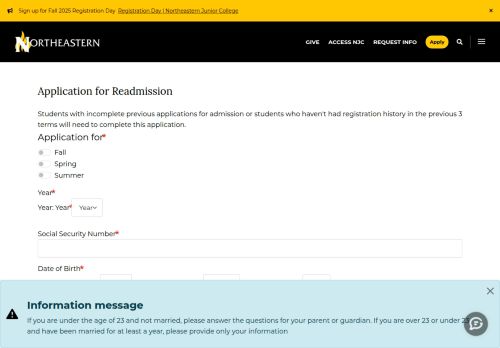 Sign up for Fall 2025 Registration Day Registration Day | Northeastern Junior College ×
NORTHEASTERN GIVE ACCESS NJC REQUEST INFO Apply
Application for Readmission
Students with incomplete previous applications for admission or students who haven't had registration history in the previous 3
terms will need to complete this application.
Application for*
Fall
Spring
Summer
Year*
Year: Year* Year
Social Security Number*
Date of Birth*
Information message
If you are under the age of 23 and not married, please answer the questions for your parent or guardian. If you are over 23 or under 23
and have been married for at least a year, please provide only your information